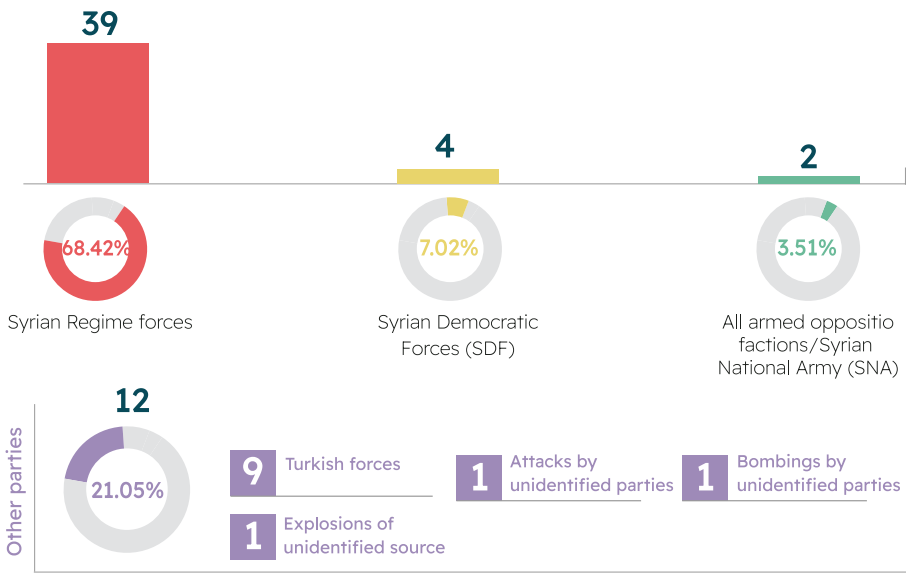 39
4
2
68.42%
7.02%
3.51%
Syrian Regime forces
Syrian Democratic
Forces (SDF)
All armed oppositio
factions/Syrian
National Army (SNA)
Other parties
12
21.05%
9
Turkish forces
1
Attacks by
unidentified parties
1
Bombings by
unidentified parties
1
Explosions of
unidentified source